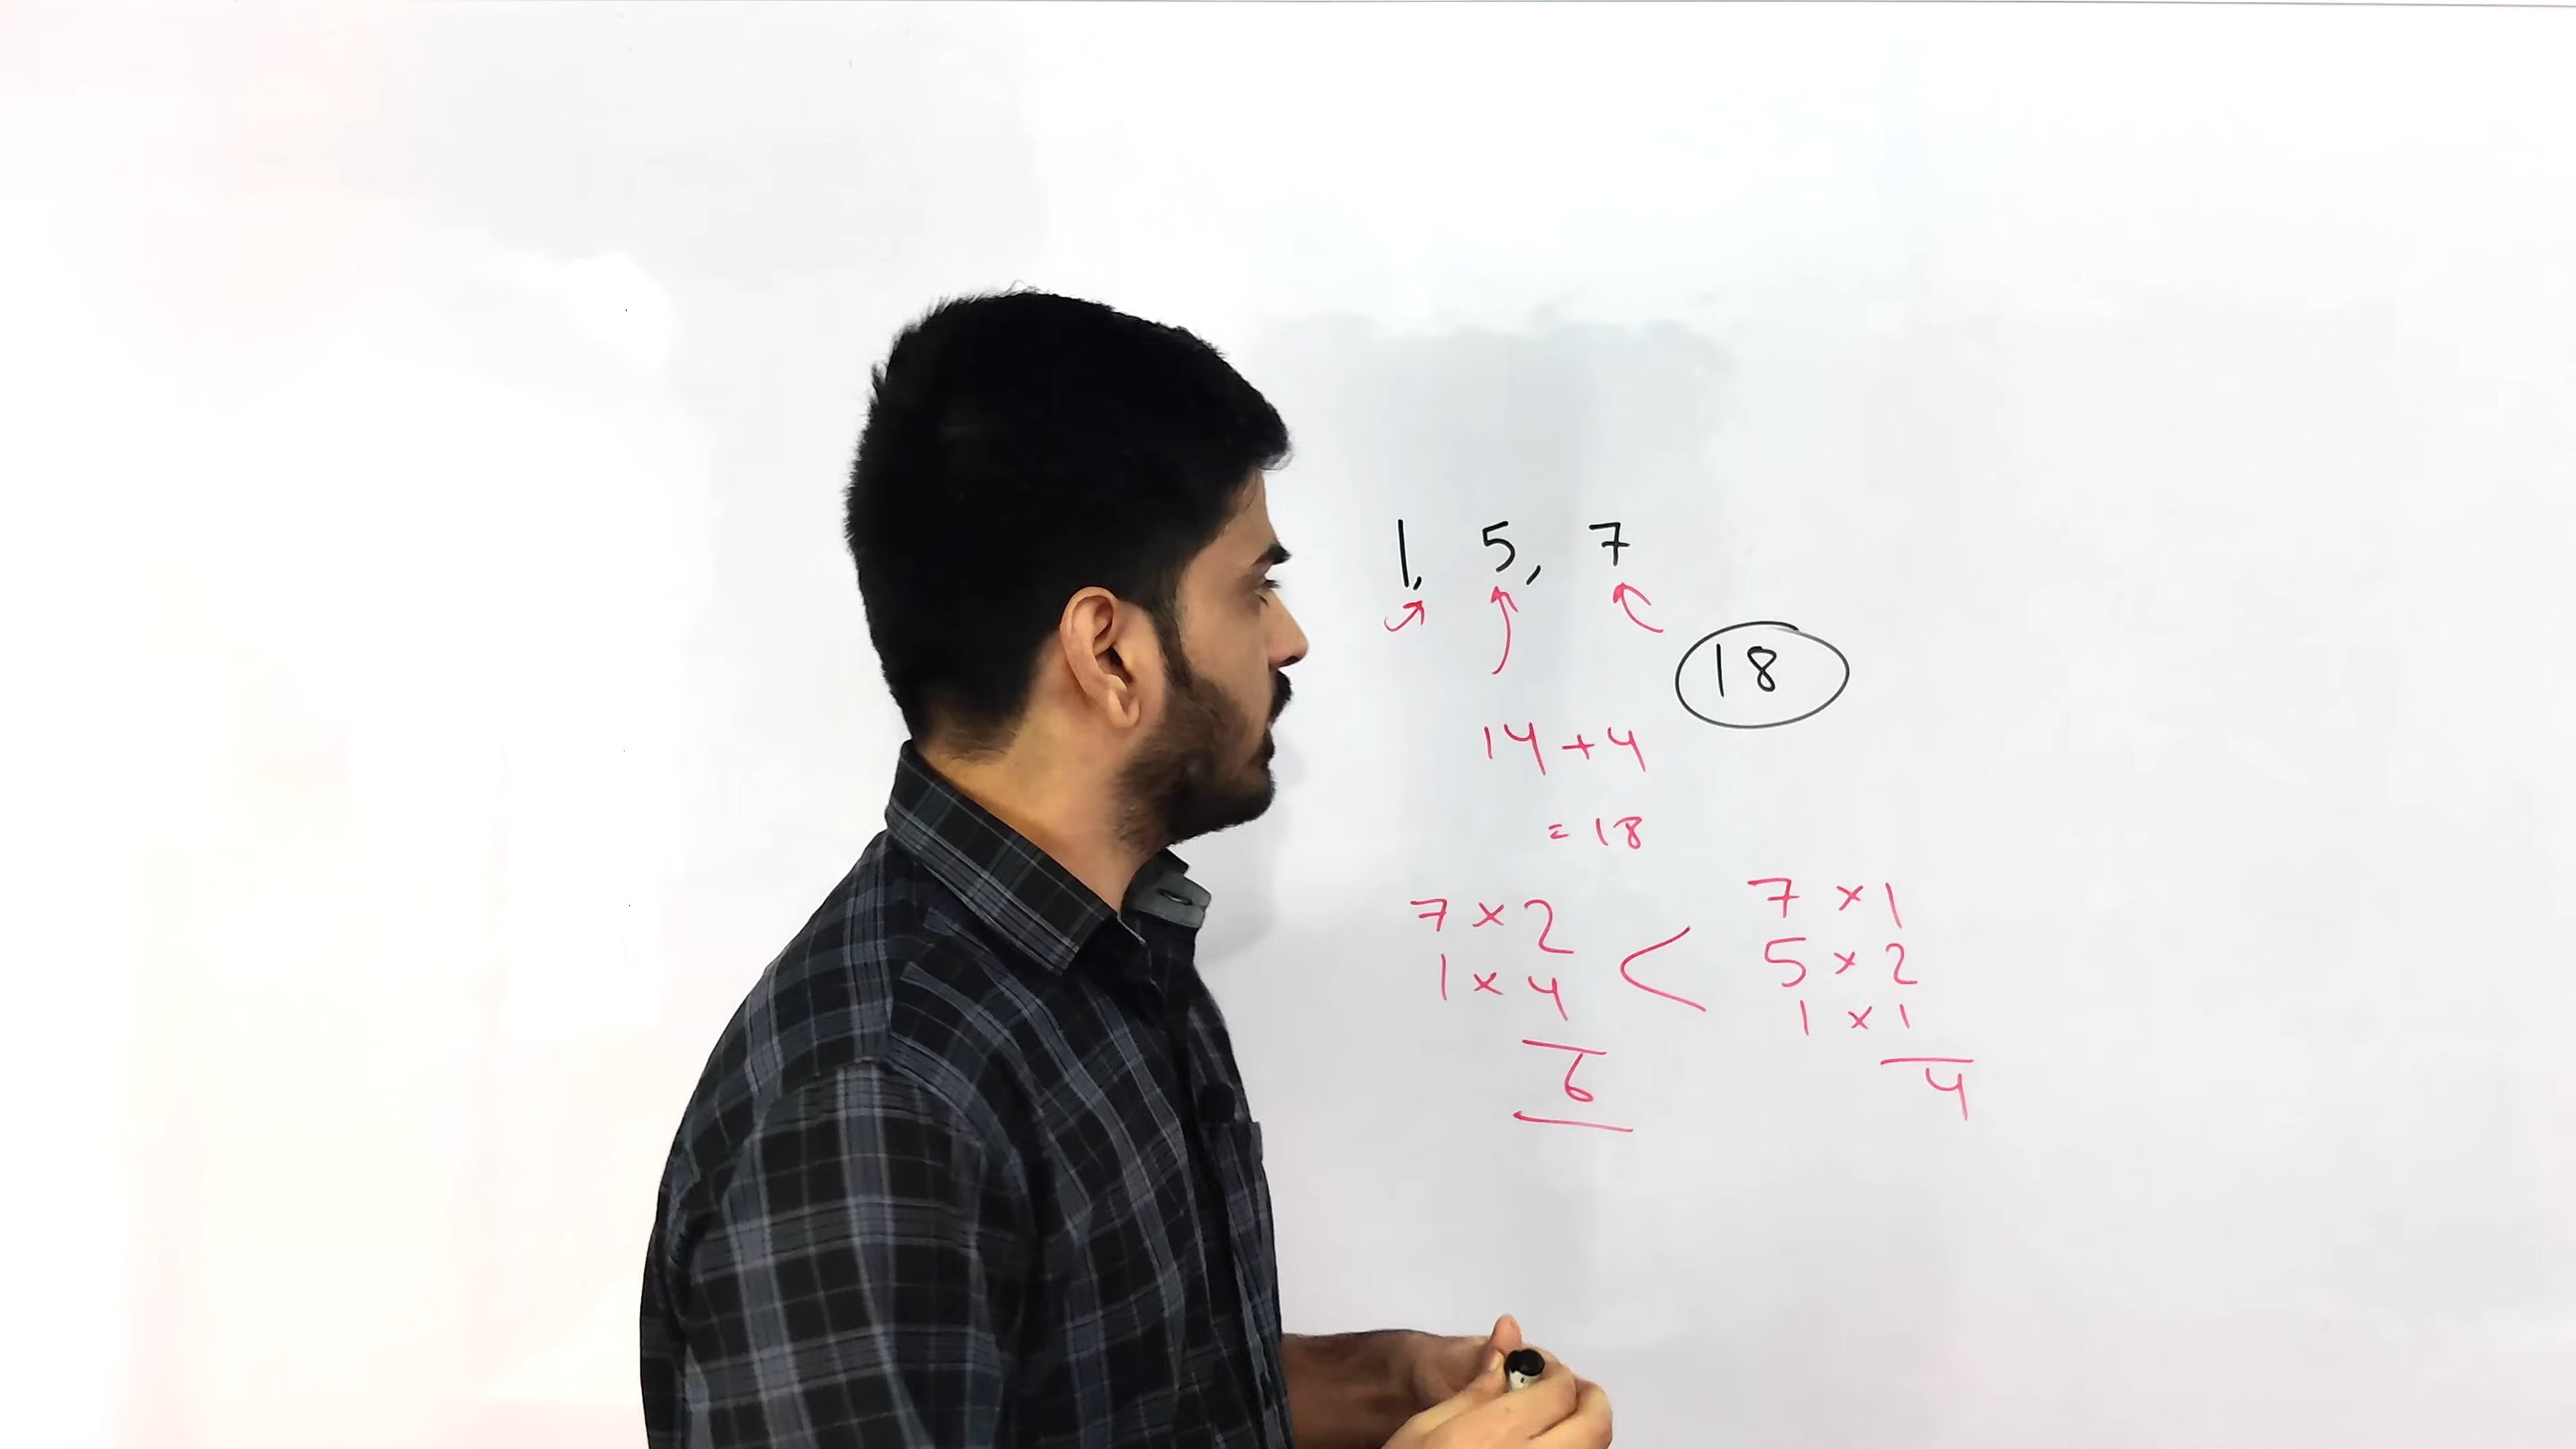 1, 5, 7
18
14 + 4
= 18
7 × 2
1 × 4
6
<
7 × 1
5 × 2
1 × 1
4